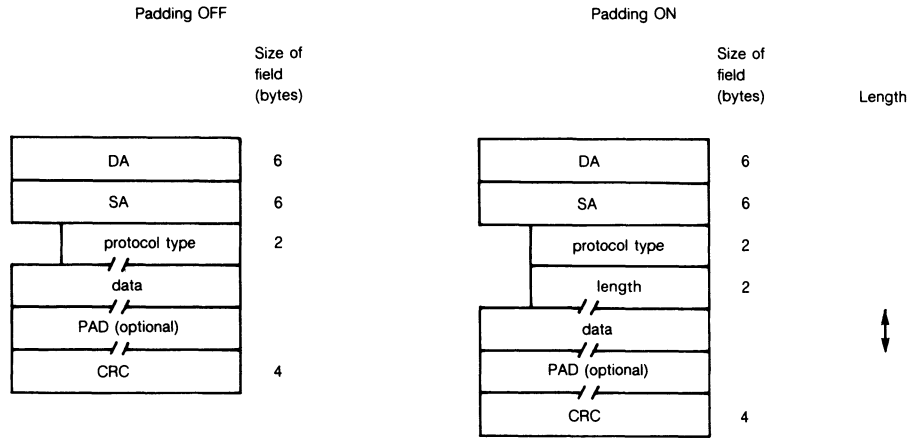 Padding OFF
Size of
field
(bytes)
DA 6
SA 6
protocol type 2
data
PAD (optional)
CRC 4
Padding ON
Size of
field
(bytes)
Length
DA 6
SA 6
protocol type 2
length 2
data
PAD (optional)
CRC 4